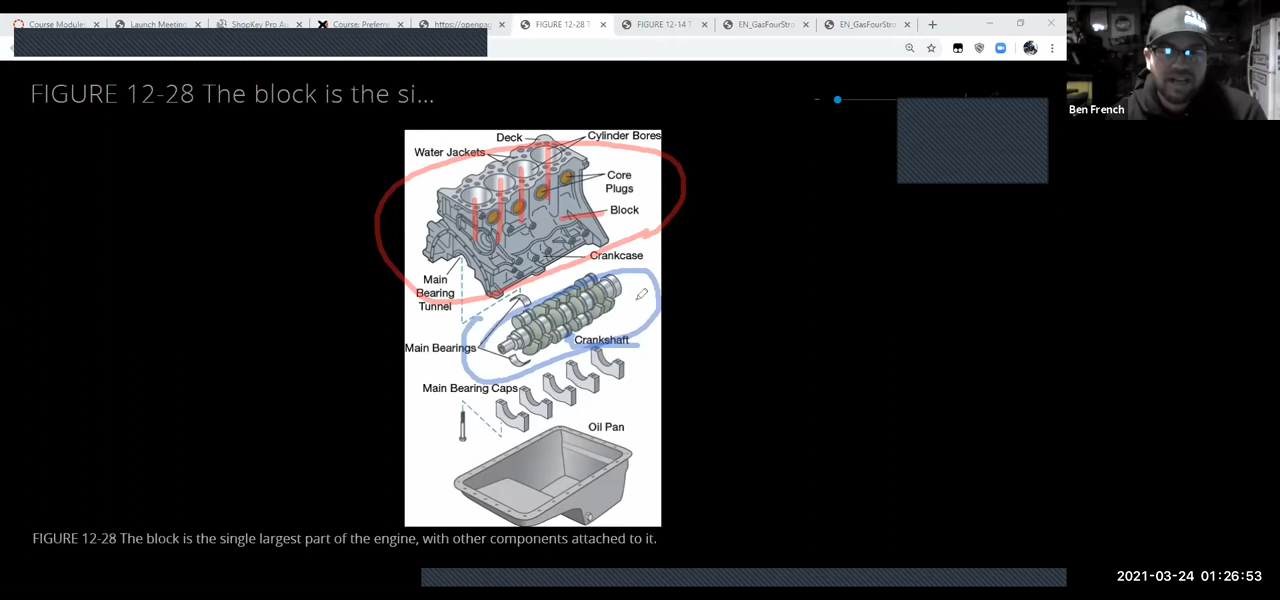 Course Module
Launch Meeting
ShopKey Pro Au
Course: Preferre
https://openpag
FIGURE 12-28 T
FIGURE 12-14 T
EN_GasFourStro
EN_GasFourStro
FIGURE 12-28 The block is the si...
Ben French
Deck
Cylinder Bores
Water Jackets
Core
Plugs
Block
Crankcase
Main
Bearing
Tunnel
Crankshaft
Main Bearings
Main Bearing Caps
Oil Pan
FIGURE 12-28 The block is the single largest part of the engine, with other components attached to it.
2021-03-24 01:26:53